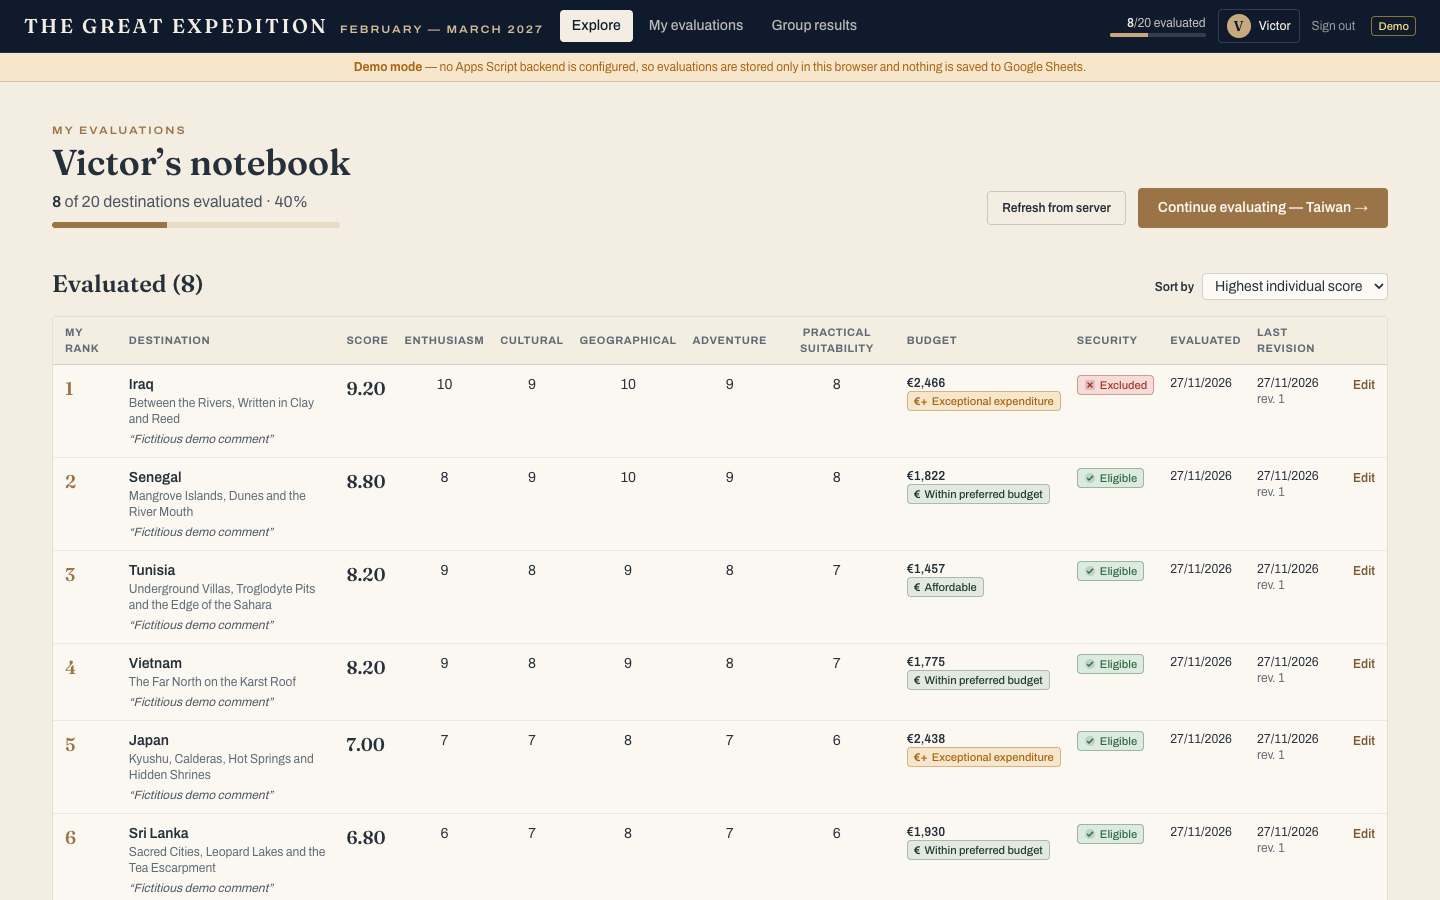 THE GREAT EXPEDITION FEBRUARY — MARCH 2027 Explore My evaluations Group results 8/20 evaluated V Victor Sign out Demo
Demo mode — no Apps Script backend is configured, so evaluations are stored only in this browser and nothing is saved to Google Sheets.
MY EVALUATIONS
Victor’s notebook
8 of 20 destinations evaluated · 40%
Refresh from server Continue evaluating — Taiwan →
Evaluated (8)
Sort by Highest individual score
MY RANK DESTINATION SCORE ENTHUSIASM CULTURAL GEOGRAPHICAL ADVENTURE PRACTICAL SUITABILITY BUDGET SECURITY EVALUATED LAST REVISION
1 Iraq 9.20 10 9 10 9 8 €2,466 Excluded 27/11/2026 27/11/2026 Edit
Between the Rivers, Written in Clay €+ Exceptional expenditure rev. 1
and Reed
“Fictitious demo comment”
2 Senegal 8.80 8 9 10 9 8 €1,822 Eligible 27/11/2026 27/11/2026 Edit
Mangrove Islands, Dunes and the € Within preferred budget rev. 1
River Mouth
“Fictitious demo comment”
3 Tunisia 8.20 9 8 9 8 7 €1,457 Eligible 27/11/2026 27/11/2026 Edit
Underground Villas, Troglodyte Pits € Affordable rev. 1
and the Edge of the Sahara
“Fictitious demo comment”
4 Vietnam 8.20 9 8 9 8 7 €1,775 Eligible 27/11/2026 27/11/2026 Edit
The Far North on the Karst Roof € Within preferred budget rev. 1
“Fictitious demo comment”
5 Japan 7.00 7 7 8 7 6 €2,438 Eligible 27/11/2026 27/11/2026 Edit
Kyushu, Calderas, Hot Springs and €+ Exceptional expenditure rev. 1
Hidden Shrines
“Fictitious demo comment”
6 Sri Lanka 6.80 6 7 8 7 6 €1,930 Eligible 27/11/2026 27/11/2026 Edit
Sacred Cities, Leopard Lakes and the € Within preferred budget rev. 1
Tea Escarpment
“Fictitious demo comment”